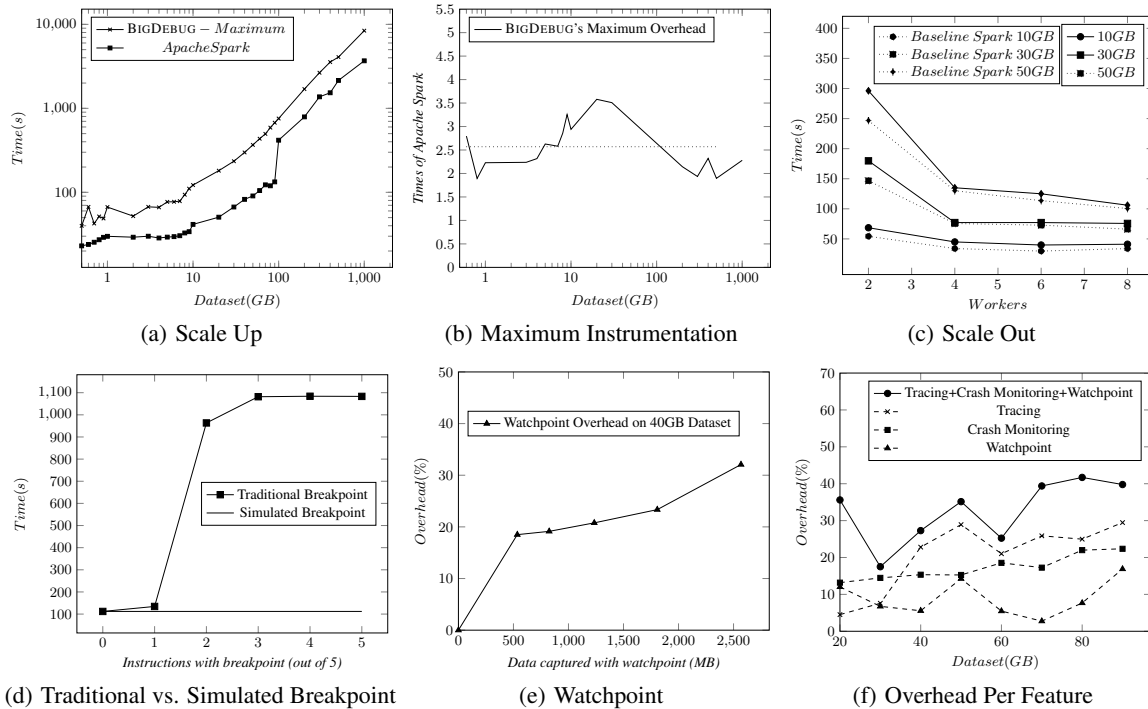 10,000
1,000
100
1
10
100
1,000
Time(s)
Dataset(GB)
BIGDEBUG – Maximum
ApacheSpark
(a) Scale Up
5.5
5
4.5
4
3.5
3
2.5
2
1.5
1
0.5
0
1
10
100
1,000
Times of Apache Spark
Dataset(GB)
BIGDEBUG's Maximum Overhead
(b) Maximum Instrumentation
400
350
300
250
200
150
100
50
2
3
4
5
6
7
8
Time(s)
Workers
Baseline Spark 10GB
Baseline Spark 30GB
Baseline Spark 50GB
10GB
30GB
50GB
(c) Scale Out
1,100
1,000
900
800
700
600
500
400
300
200
100
0
1
2
3
4
5
Time(s)
Instructions with breakpoint (out of 5)
Traditional Breakpoint
Simulated Breakpoint
(d) Traditional vs. Simulated Breakpoint
50
40
30
20
10
0
0
500
1,000
1,500
2,000
2,500
Overhead(%)
Data captured with watchpoint (MB)
Watchpoint Overhead on 40GB Dataset
(e) Watchpoint
70
60
50
40
30
20
10
0
20
40
60
80
Overhead(%)
Dataset(GB)
Tracing+Crash Monitoring+Watchpoint
Tracing
Crash Monitoring
Watchpoint
(f) Overhead Per Feature